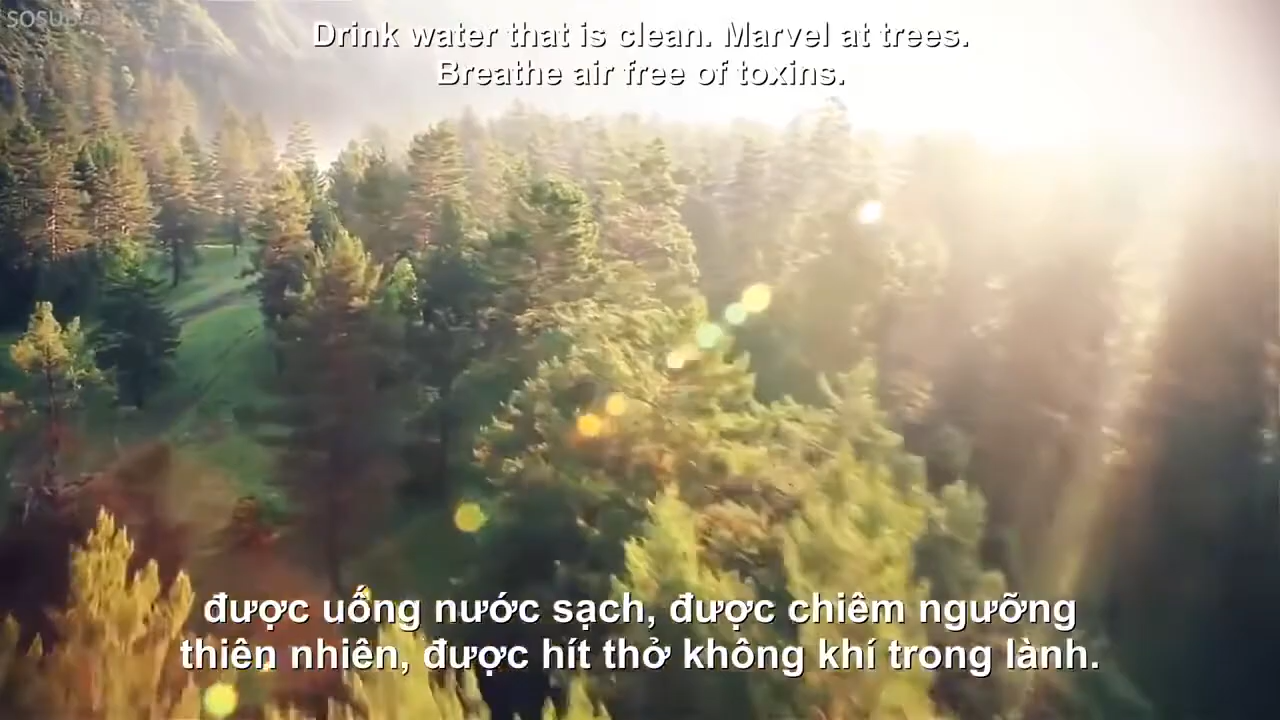 Drink water that is clean. Marvel at trees.
Breathe air free of toxins.
được uống nước sạch, được chiêm ngưỡng
thiên nhiên, được hít thở không khí trong lành.